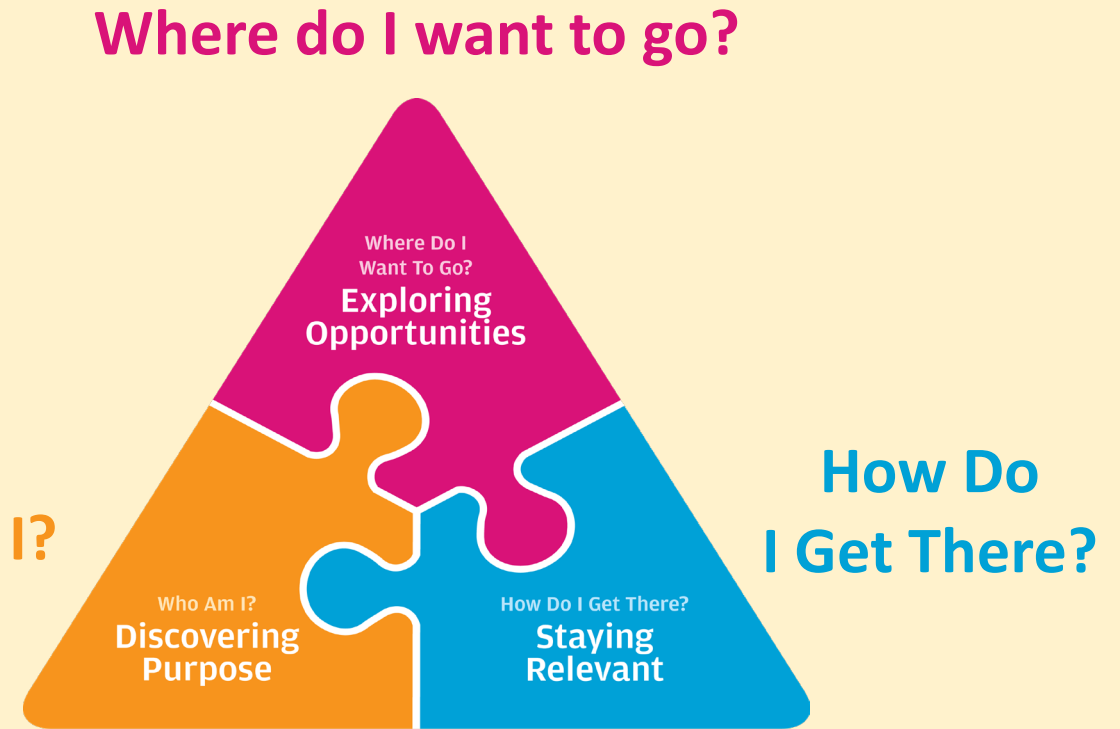 Where do I want to go?
Where Do I
Want To Go?
Exploring
Opportunities
How Do
I Get There?
I?
Who Am I?
Discovering
Purpose
How Do I Get There?
Staying
Relevant